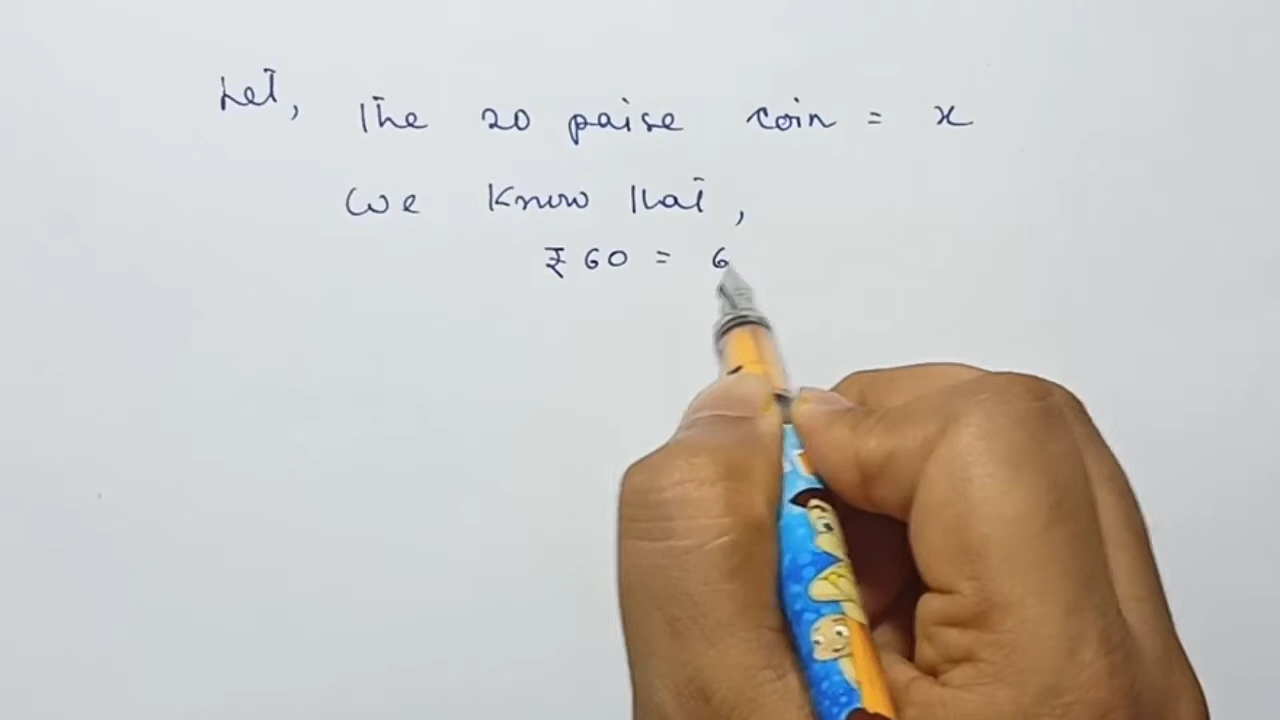 Let, The 20 paise coin = x
We know that,
₹60 = 6